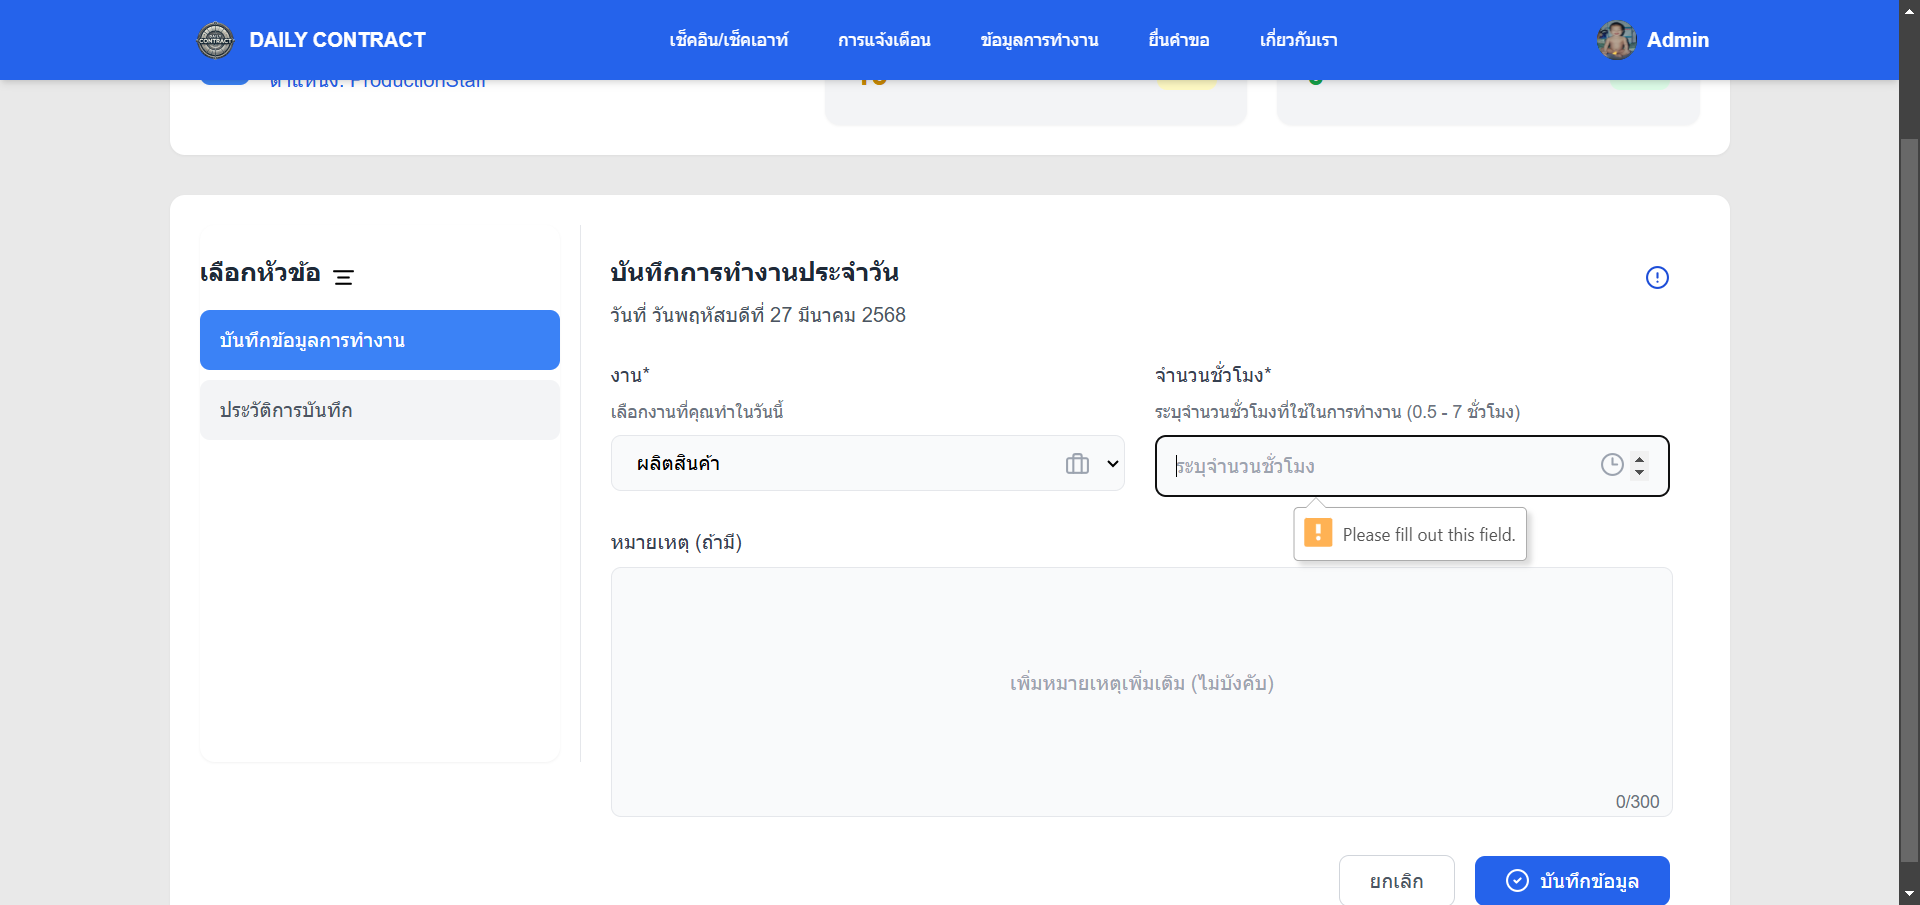 DAILY CONTRACT
เช็คอิน/เช็คเอาท์
การแจ้งเตือน
ข้อมูลการทำงาน
ยื่นคำขอ
เกี่ยวกับเรา
Admin
ตำแหน่ง: ProductionStaff
เลือกหัวข้อ
บันทึกข้อมูลการทำงาน
ประวัติการบันทึก
บันทึกการทำงานประจำวัน
วันที่ วันพฤหัสบดีที่ 27 มีนาคม 2568
งาน*
เลือกงานที่คุณทำในวันนี้
ผลิตสินค้า
จำนวนชั่วโมง*
ระบุจำนวนชั่วโมงที่ใช้ในการทำงาน (0.5 - 7 ชั่วโมง)
ระบุจำนวนชั่วโมง
Please fill out this field.
หมายเหตุ (ถ้ามี)
เพิ่มหมายเหตุเพิ่มเติม (ไม่บังคับ)
0/300
ยกเลิก
บันทึกข้อมูล